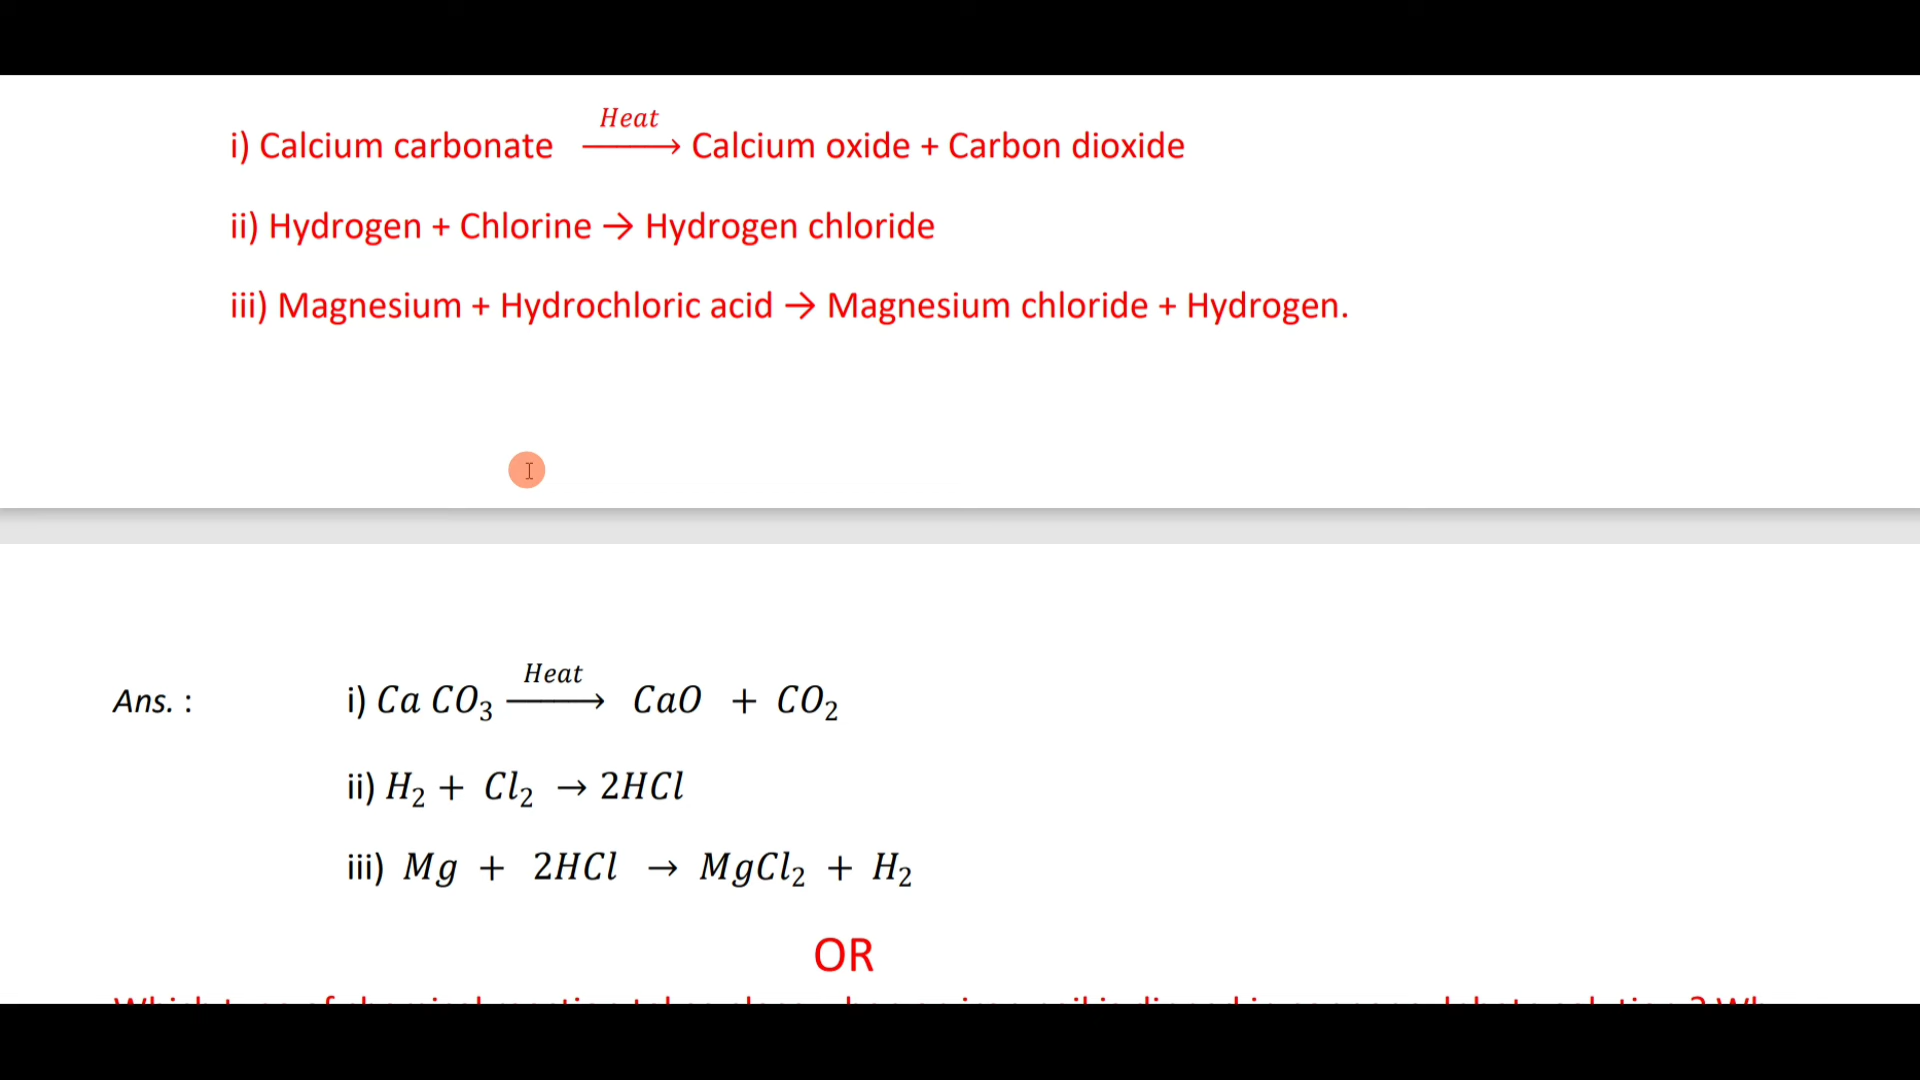 i) Calcium carbonate Heat ⟶ Calcium oxide + Carbon dioxide
ii) Hydrogen + Chlorine → Hydrogen chloride
iii) Magnesium + Hydrochloric acid → Magnesium chloride + Hydrogen.
Ans. : i) Ca CO₃ Heat ⟶ CaO + CO₂
ii) H₂ + Cl₂ → 2HCl
iii) Mg + 2HCl → MgCl₂ + H₂
OR